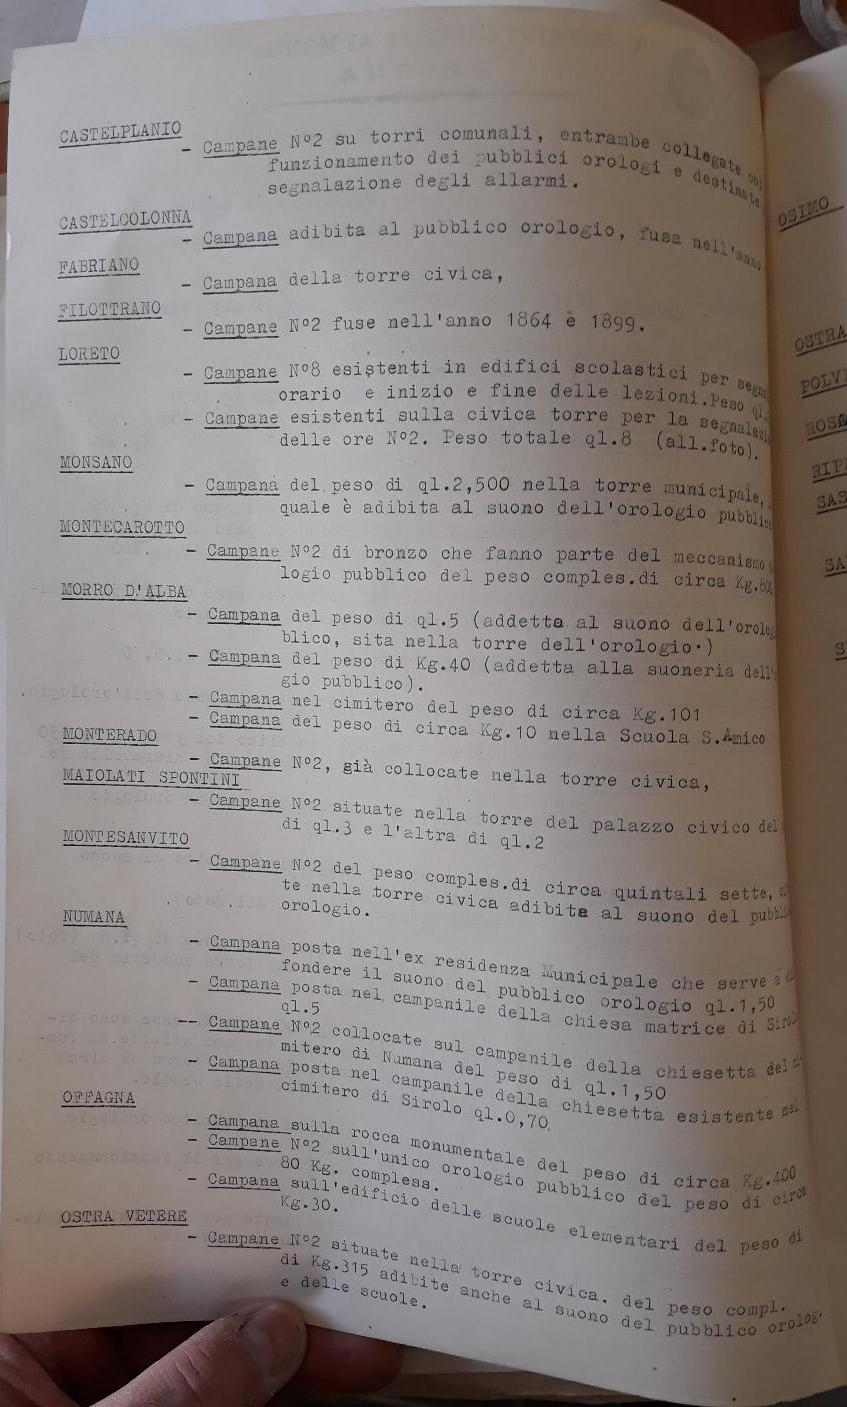 CASTELPLANIO
- Campane N°2 su torri comunali, entrambe collegate col
funzionamento dei pubblici orologi e destinate
segnalazione degli allarmi.
CASTELCOLONNA
- Campana adibita al pubblico orologio, fusa nell'anno
FABRIANO
- Campana della torre civica,
FILOTTRANO
- Campane N°2 fuse nell'anno 1864 e 1899.
LORETO
- Campane N°8 esistenti in edifici scolastici per
orario e inizio e fine delle lezioni.Peso ql.
- Campane esistenti sulla civica torre per la
delle ore N°2. Peso totale ql.8 (all.foto).
MONSANO
- Campana del peso di ql.2,500 nella torre municipale,
quale è adibita al suono dell'orologio
MONTECAROTTO
- Campane N°2 di bronzo che fanno parte del meccanismo
logio pubblico del peso comples.di circa
MORRO D'ALBA
- Campana del peso di ql.5 (addetta al suono
blico, sita nella torre dell'orologio.)
- Campana del peso di Kg.40 (addetta alla suoneria
gio pubblico).
- Campana nel cimitero del peso di circa Kg.101
- Campana del peso di circa Kg.10 nella Scuola S.Amico
MONTERADO
- Campane N°2, già collocate nella torre civica,
MAIOLATI SPONTINI
- Campane N°2 situate nella torre del palazzo civico
di ql.3 e l'altra di ql.2
MONTESANVITO
- Campane N°2 del peso comples.di circa quintali sette,
te nella torre civica adibite al suono del
orologio.
NUMANA
- Campana posta nell'ex residenza Municipale che serve a
fondere il suono del pubblico orologio ql.1,50
- Campana posta nel campanile della chiesa matrice di
ql.5
-- Campane N°2 collocate sul campanile della chiesetta del
mitero di Numana del peso di ql.1,50
- Campana posta nel campanile della chiesetta esistente nel
cimitero di Sirolo ql.0,70.
OFFAGNA
- Campana sulla rocca monumentale del peso di circa Kg.400
- Campane N°2 sull'unico orologio pubblico del peso di circa
80 Kg. compless.
- Campana sull'edificio delle scuole elementari del peso di
Kg.30.
OSTRA VETERE
- Campane N°2 situate nella torre civica. del peso compl.
di Kg.315 adibite anche al suono del pubblico orolog.
e delle scuole.
OSIMO